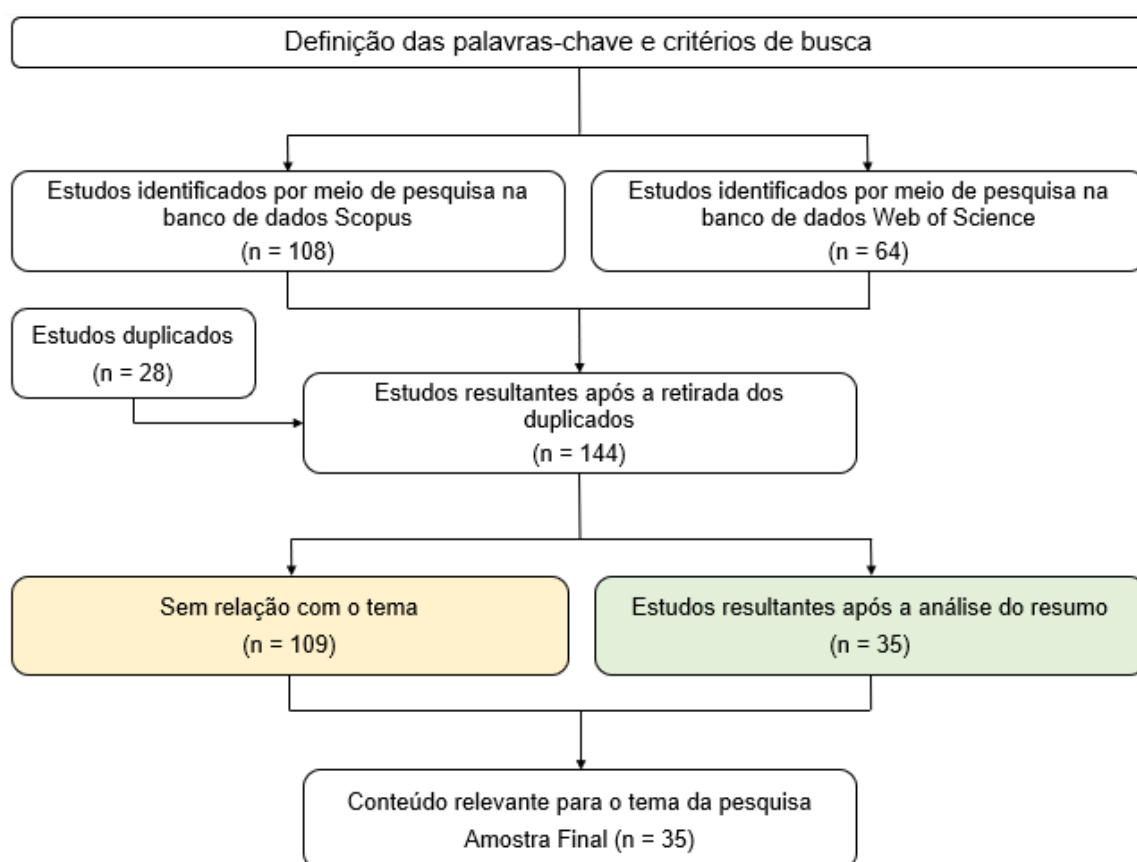 Definição das palavras-chave e critérios de busca
Estudos identificados por meio de pesquisa na
banco de dados Scopus
(n = 108)
Estudos identificados por meio de pesquisa na
banco de dados Web of Science
(n = 64)
Estudos duplicados
(n = 28)
Estudos resultantes após a retirada dos
duplicados
(n = 144)
Sem relação com o tema
(n = 109)
Estudos resultantes após a análise do resumo
(n = 35)
Conteúdo relevante para o tema da pesquisa
Amostra Final (n = 35)